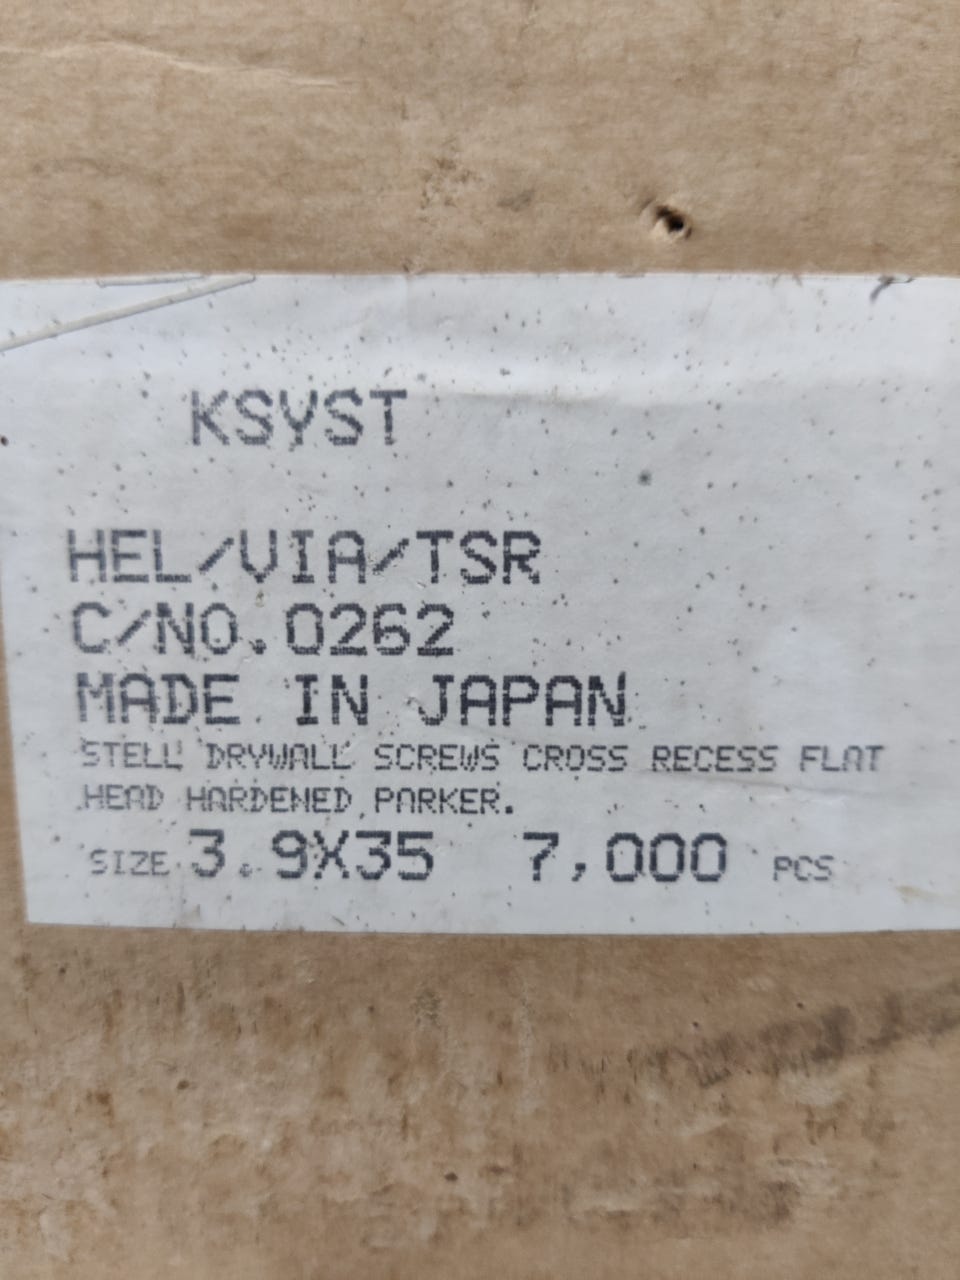 KSYST
HEL/VIA/TSR
C/NO.0262
MADE IN JAPAN
STELL DRYWALL SCREWS CROSS RECESS FLAT
HEAD HARDENED PARKER.
SIZE 3.9X35 7,000 PCS